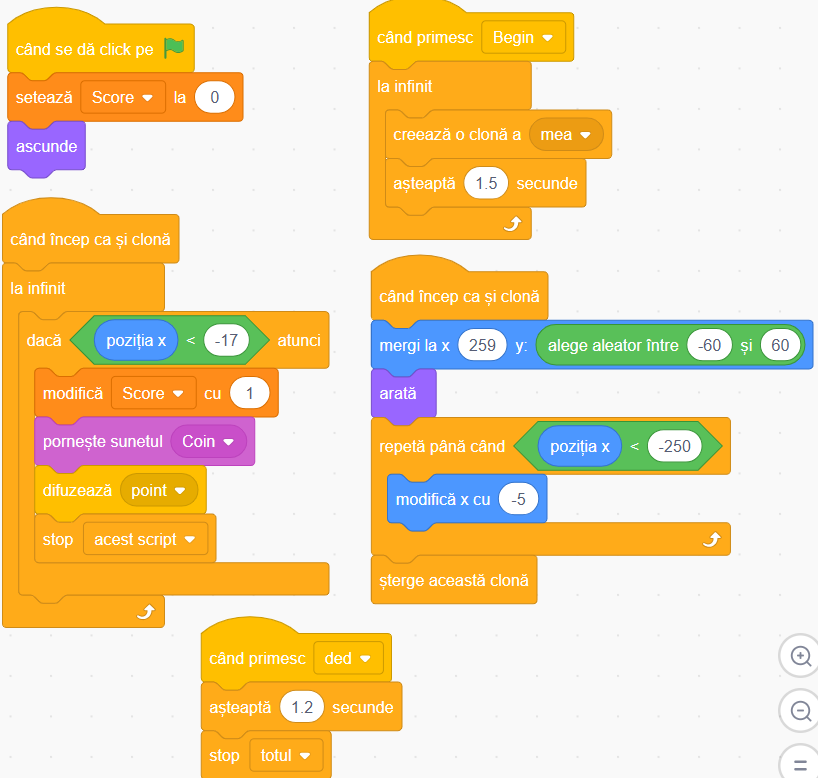 când se dă click pe
setează Score la 0
ascunde
când încep ca și clonă
la infinit
dacă poziția x < -17 atunci
modifică Score cu 1
pornește sunetul Coin
difuzează point
stop acest script
când primesc Begin
la infinit
creează o clonă a mea
așteaptă 1.5 secunde
când încep ca și clonă
mergi la x 259 y: alege aleator între -60 și 60
arată
repetă până când poziția x < -250
modifică x cu -5
șterge această clonă
când primesc ded
așteaptă 1.2 secunde
stop totul